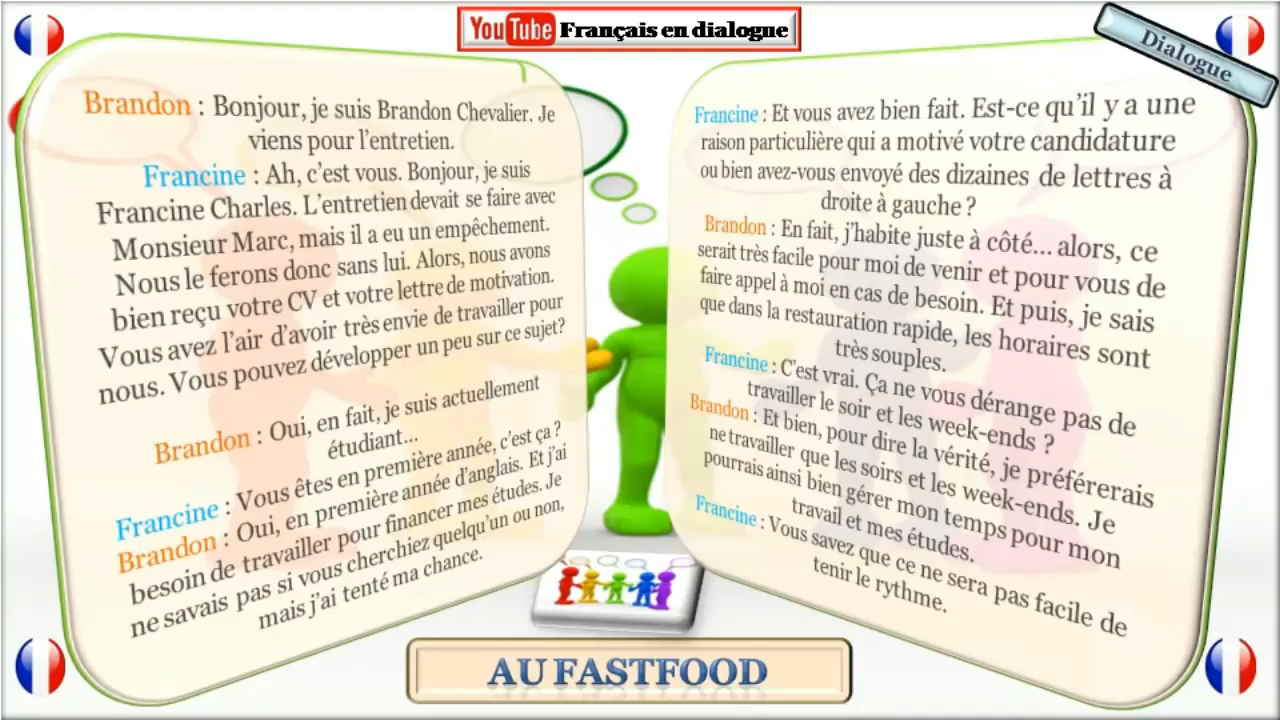 YouTube Français en dialogue
Dialogue
Brandon : Bonjour, je suis Brandon Chevalier. Je
viens pour l'entretien.
Francine : Ah, c'est vous. Bonjour, je suis
Francine Charles. L'entretien devait se faire avec
Monsieur Marc, mais il a eu un empêchement.
Nous le ferons donc sans lui. Alors, nous avons
bien reçu votre CV et votre lettre de motivation.
Vous avez l'air d'avoir très envie de travailler pour
nous. Vous pouvez développer un peu sur ce sujet?
Brandon : Oui, en fait, je suis actuellement
étudiant...
Francine : Vous êtes en première année, c'est ça ?
Brandon : Oui, en première année d'anglais. Et j'ai
besoin de travailler pour financer mes études. Je
ne savais pas si vous cherchiez quelqu'un ou non,
mais j'ai tenté ma chance.
Francine : Et vous avez bien fait. Est-ce qu'il y a une
raison particulière qui a motivé votre candidature
ou bien avez-vous envoyé des dizaines de lettres à
droite à gauche ?
Brandon : En fait, j'habite juste à côté... alors, ce
serait très facile pour moi de venir et pour vous de
faire appel à moi en cas de besoin. Et puis, je sais
que dans la restauration rapide, les horaires sont
très souples.
Francine : C'est vrai. Ça ne vous dérange pas de
travailler le soir et les week-ends ?
Brandon : Et bien, pour dire la vérité, je préférerais
ne travailler que les soirs et les week-ends. Je
pourrais ainsi bien gérer mon temps pour mon
travail et mes études.
Francine : Vous savez que ce ne sera pas facile de
tenir le rythme.
AU FASTFOOD